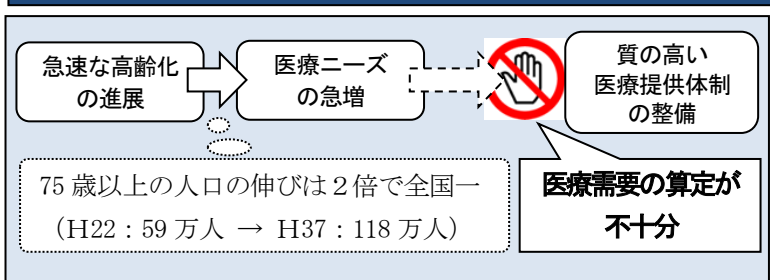 急速な高齢化
の進展
医療ニーズ
の急増
質の高い
医療提供体制
の整備
75 歳以上の人口の伸びは２倍で全国一
（Ｈ22：59 万人 → Ｈ37：118 万人）
医療需要の算定が
不十分